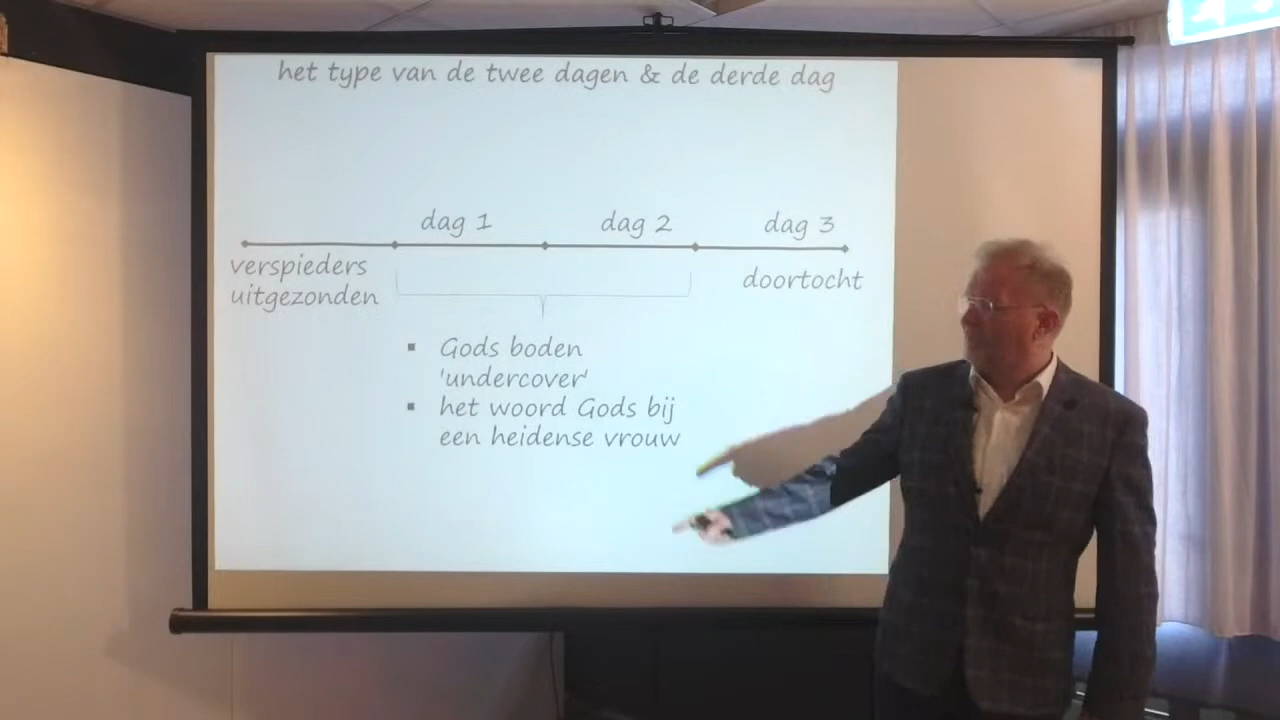 het type van de twee dagen & de derde dag
dag 1 dag 2 dag 3
verspieders
uitgezonden
doortocht
▪ Gods boden
'undercover'
▪ het woord Gods bij
een heidense vrouw